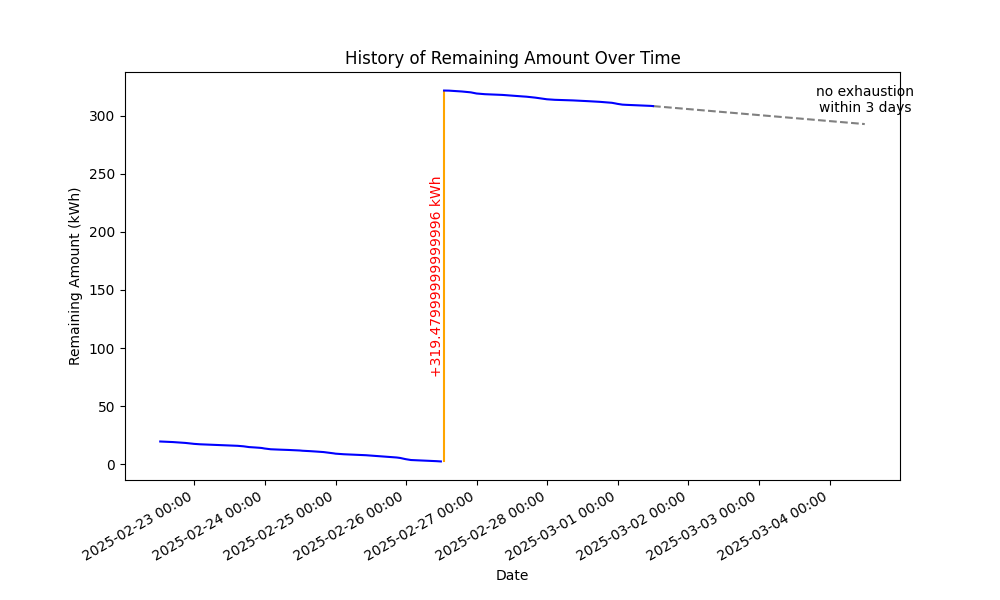 History of Remaining Amount Over Time
no exhaustion
within 3 days
+319.47999999999996 kWh
Remaining Amount (kWh)
300
250
200
150
100
50
0
2025-02-23 00:00
2025-02-24 00:00
2025-02-25 00:00
2025-02-26 00:00
2025-02-27 00:00
2025-02-28 00:00
2025-03-01 00:00
2025-03-02 00:00
2025-03-03 00:00
2025-03-04 00:00
Date